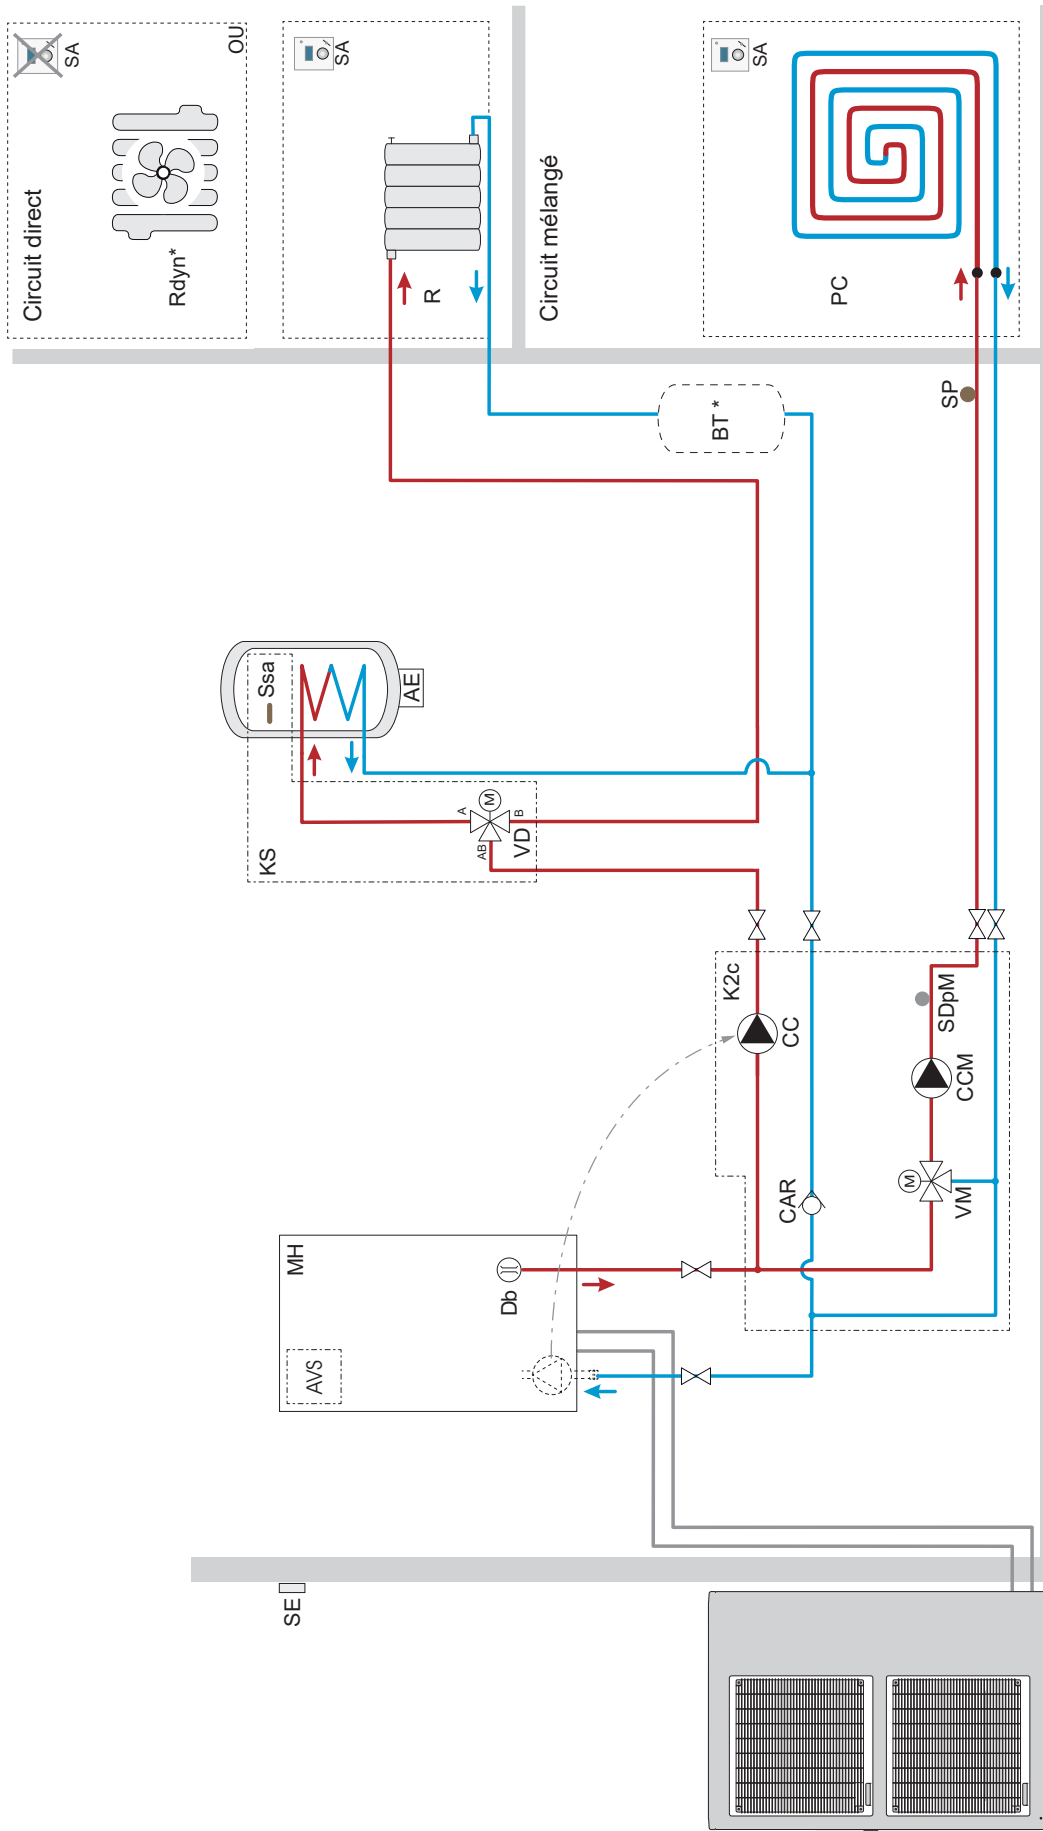 SE
AVS
MH
Db
KS
Ssa
AE
A
M
AB
B
VD
K2c
CC
CAR
SDpM
CCM
M
VM
BT *
SP
Circuit direct
SA
Rdyn*
OU
SA
R
Circuit mélangé
SA
PC